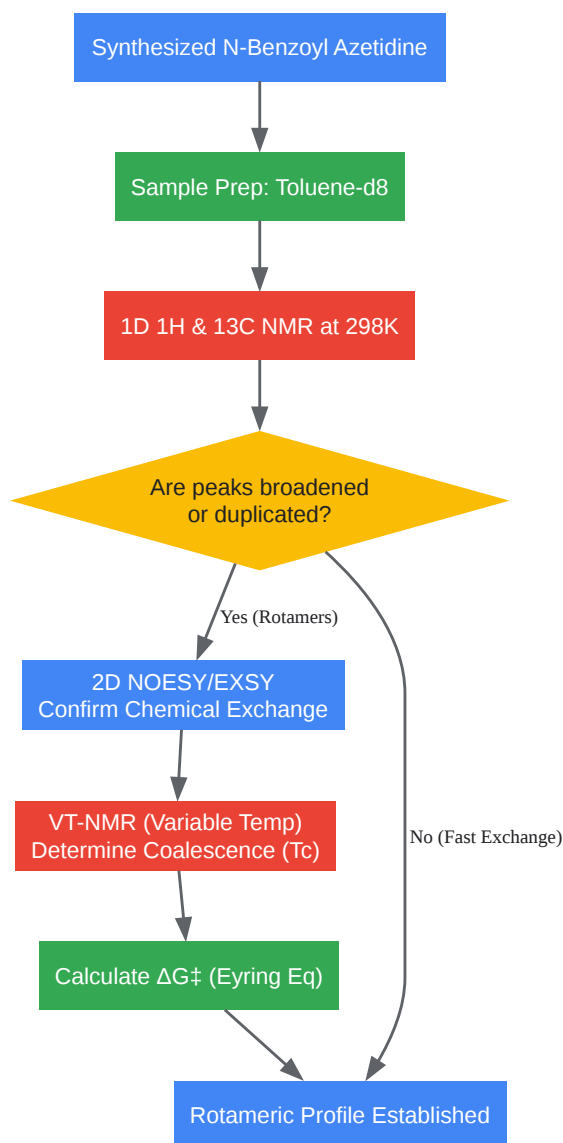 Synthesized N-Benzoyl Azetidine
Sample Prep: Toluene-d8
1D 1H & 13C NMR at 298K
Are peaks broadened
or duplicated?
Yes (Rotamers)
2D NOESY/EXSY
Confirm Chemical Exchange
VT-NMR (Variable Temp)
Determine Coalescence (Tc)
No (Fast Exchange)
Calculate ΔG‡ (Eyring Eq)
Rotameric Profile Established